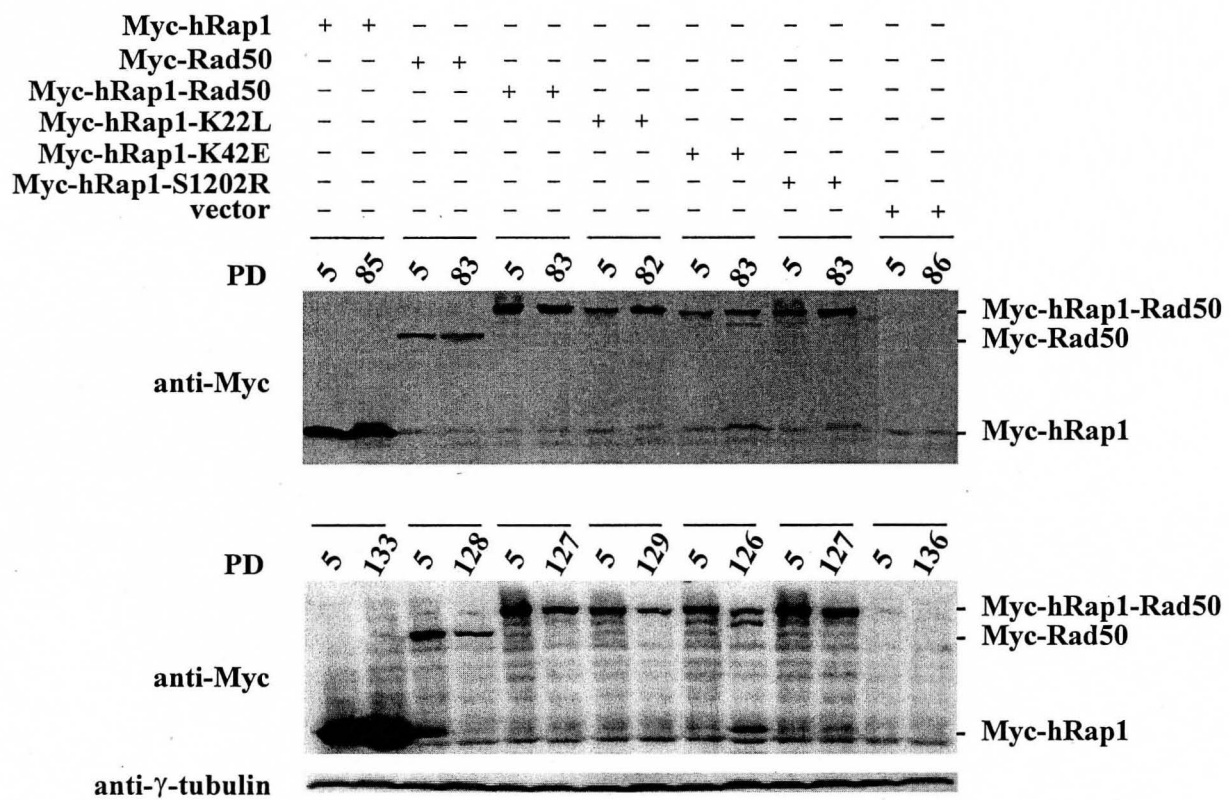 Myc-hRap1 + + – – – – – – – – – – – –
Myc-Rad50 – – + + – – – – – – – – – –
Myc-hRap1-Rad50 – – – – + + – – – – – – – –
Myc-hRap1-K22L – – – – – – + + – – – – – –
Myc-hRap1-K42E – – – – – – – – + + – – – –
Myc-hRap1-S1202R – – – – – – – – – – + + – –
vector – – – – – – – – – – – – + +
PD 5 85 5 83 5 83 5 82 5 83 5 83 5 86
Myc-hRap1-Rad50
Myc-Rad50
anti-Myc
Myc-hRap1
PD 5 133 5 128 5 127 5 129 5 126 5 127 5 136
Myc-hRap1-Rad50
Myc-Rad50
anti-Myc
Myc-hRap1
anti-γ-tubulin